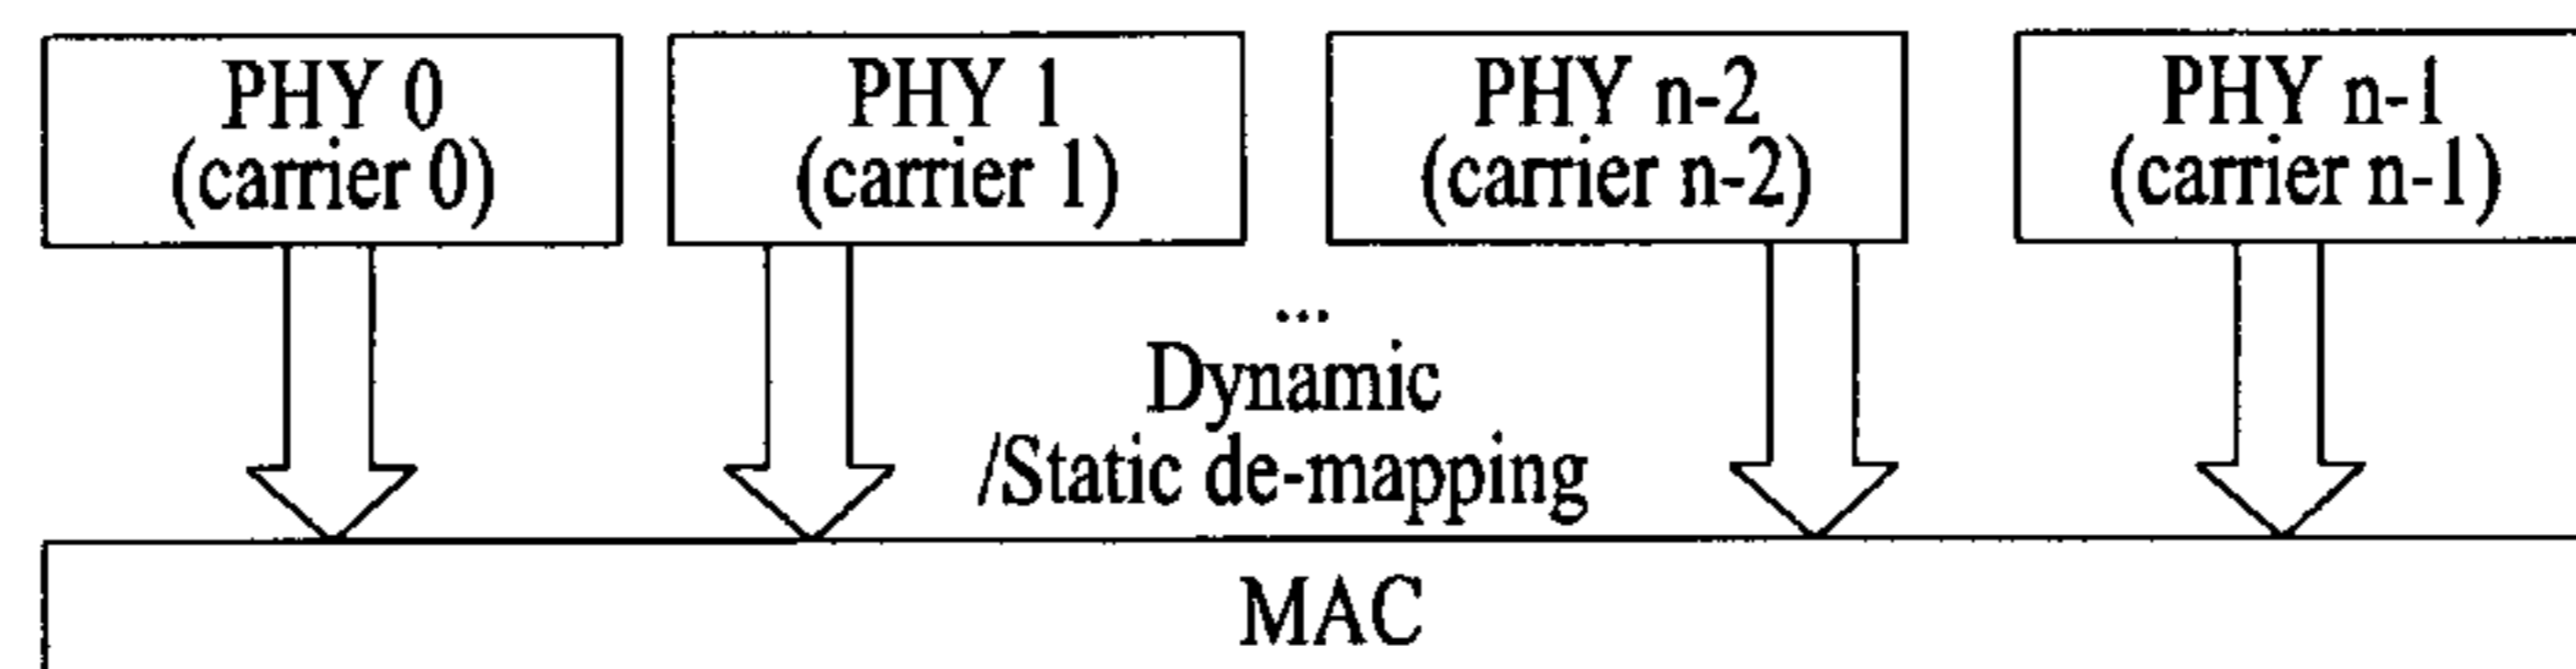 PHY 0
(carrier 0)
PHY 1
(carrier 1)
PHY n-2
(carrier n-2)
PHY n-1
(carrier n-1)
...
Dynamic
/Static de-mapping
MAC